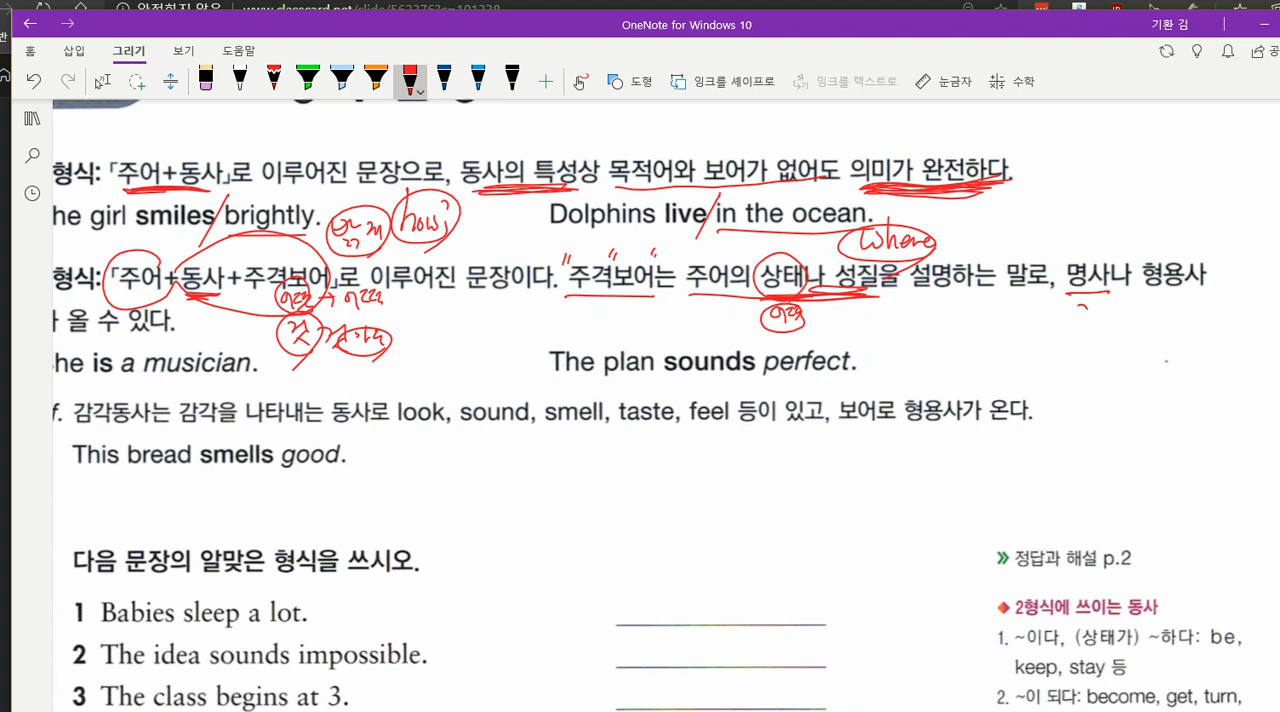 OneNote for Windows 10
기환 김
홈 삽입 그리기 보기 도움말
도형 잉크를 셰이프로 잉크를 텍스트로 눈금자 수학
형식: 「주어+동사」로 이루어진 문장으로, 동사의 특성상 목적어와 보어가 없어도 의미가 완전하다.
he girl smiles / brightly. how?
Dolphins live / in the ocean.
where
형식: 「주어+동사+주격보어」로 이루어진 문장이다. "주격보어는 주어의 상태나 성질을 설명하는 말로, 명사나 형용사
올 수 있다.
것
he is a musician.
The plan sounds perfect.
f. 감각동사는 감각을 나타내는 동사로 look, sound, smell, taste, feel 등이 있고, 보어로 형용사가 온다.
This bread smells good.
다음 문장의 알맞은 형식을 쓰시오.
1 Babies sleep a lot.
2 The idea sounds impossible.
3 The class begins at 3.
정답과 해설 p.2
2형식에 쓰이는 동사
1. ~이다, (상태가) ~하다: be,
keep, stay 등
2. ~이 되다: become, get, turn,